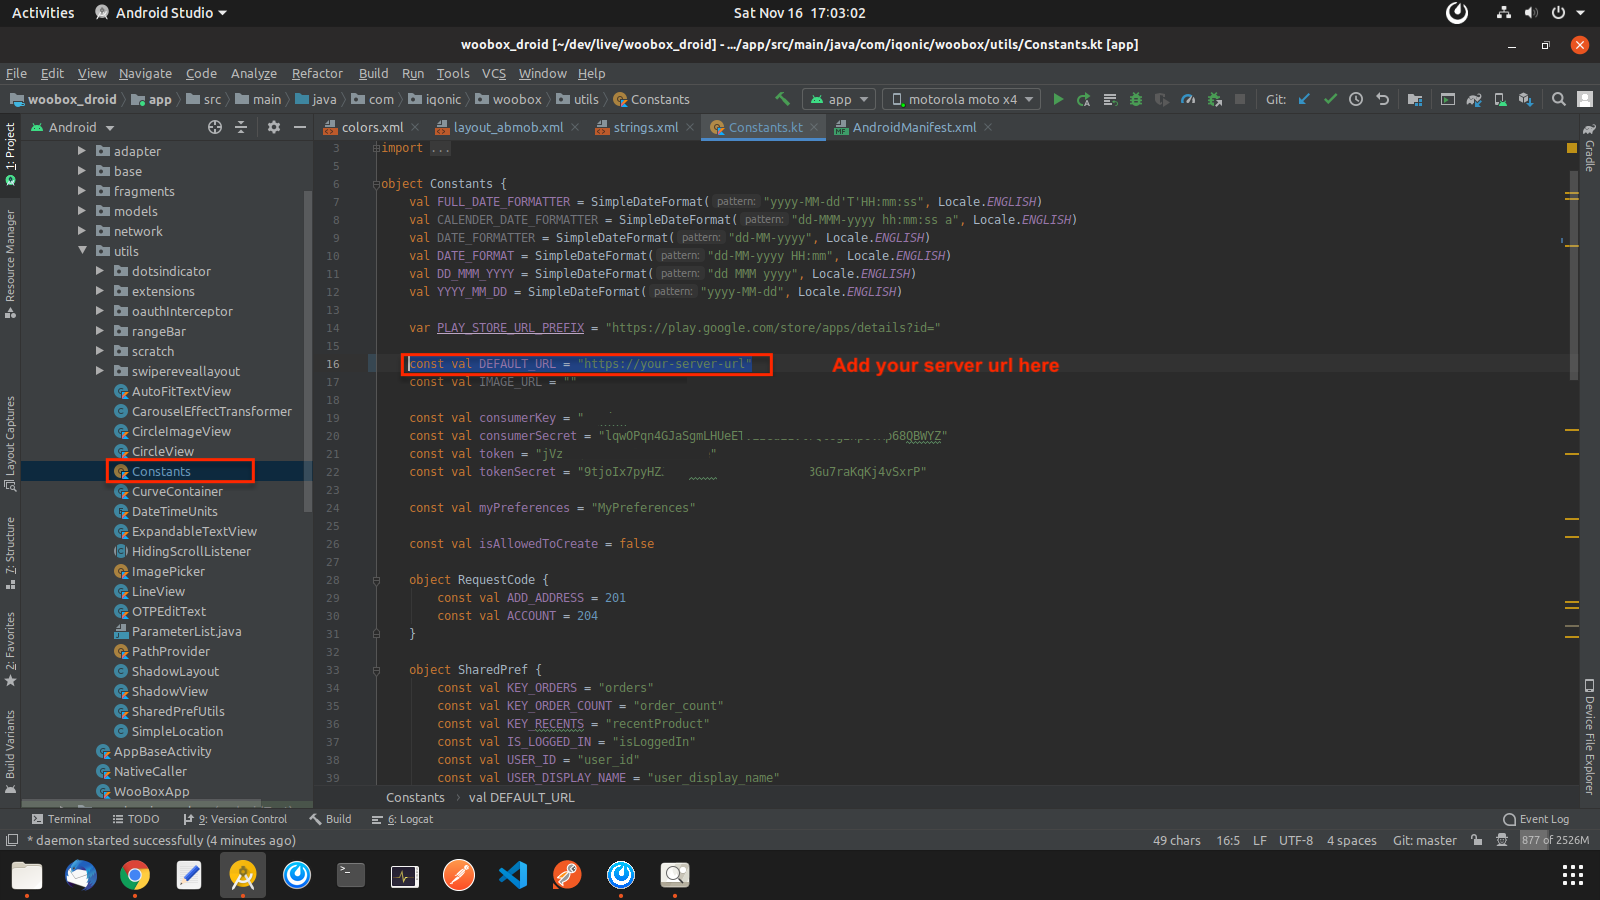 Activities Android Studio Sat Nov 16 17:03:02
woobox_droid [~/dev/live/woobox_droid] - .../app/src/main/java/com/iqonic/woobox/utils/Constants.kt [app]
File Edit View Navigate Code Analyze Refactor Build Run Tools VCS Window Help
woobox_droid app src main java com iqonic woobox utils Constants app motorola moto x4 Git:
Android colors.xml layout_abmob.xml strings.xml Constants.kt AndroidManifest.xml
1: Project
Resource Manager
Layout Captures
7: Structure
2: Favorites
Build Variants
adapter
base
fragments
models
network
utils
dotsindicator
extensions
oauthInterceptor
rangeBar
scratch
swipereveallayout
AutoFitTextView
CarouselEffectTransformer
CircleImageView
CircleView
Constants
CurveContainer
DateTimeUnits
ExpandableTextView
HidingScrollListener
ImagePicker
LineView
OTPEditText
ParameterList.java
PathProvider
ShadowLayout
ShadowView
SharedPrefUtils
SimpleLocation
AppBaseActivity
NativeCaller
WooBoxApp
3 import ...
5
6 object Constants {
7 val FULL_DATE_FORMATTER = SimpleDateFormat( pattern: "yyyy-MM-dd'T'HH:mm:ss", Locale.ENGLISH)
8 val CALENDER_DATE_FORMATTER = SimpleDateFormat( pattern: "dd-MMM-yyyy hh:mm:ss a", Locale.ENGLISH)
9 val DATE_FORMATTER = SimpleDateFormat( pattern: "dd-MM-yyyy", Locale.ENGLISH)
10 val DATE_FORMAT = SimpleDateFormat( pattern: "dd-MM-yyyy HH:mm", Locale.ENGLISH)
11 val DD_MMM_YYYY = SimpleDateFormat( pattern: "dd MMM yyyy", Locale.ENGLISH)
12 val YYYY_MM_DD = SimpleDateFormat( pattern: "yyyy-MM-dd", Locale.ENGLISH)
13
14 var PLAY_STORE_URL_PREFIX = "https://play.google.com/store/apps/details?id="
15
16 const val DEFAULT_URL = "https://your-server-url" Add your server url here
17 const val IMAGE_URL = ""
18
19 const val consumerKey = "
20 const val consumerSecret = "lqwOPqn4GJaSgmLHUeE p68QBWYZ"
21 const val token = "jVz "
22 const val tokenSecret = "9tjoIx7pyHZ 3Gu7raKqKj4vSxrP"
23
24 const val myPreferences = "MyPreferences"
25
26 const val isAllowedToCreate = false
27
28 object RequestCode {
29 const val ADD_ADDRESS = 201
30 const val ACCOUNT = 204
31 }
32
33 object SharedPref {
34 const val KEY_ORDERS = "orders"
35 const val KEY_ORDER_COUNT = "order_count"
36 const val KEY_RECENTS = "recentProduct"
37 const val IS_LOGGED_IN = "isLoggedIn"
38 const val USER_ID = "user_id"
39 const val USER_DISPLAY_NAME = "user_display_name"
Gradle
Device File Explorer
Constants › val DEFAULT_URL
Terminal TODO 9: Version Control Build 6: Logcat Event Log
* daemon started successfully (4 minutes ago) 49 chars 16:5 LF UTF-8 4 spaces Git: master 877 of 2526M